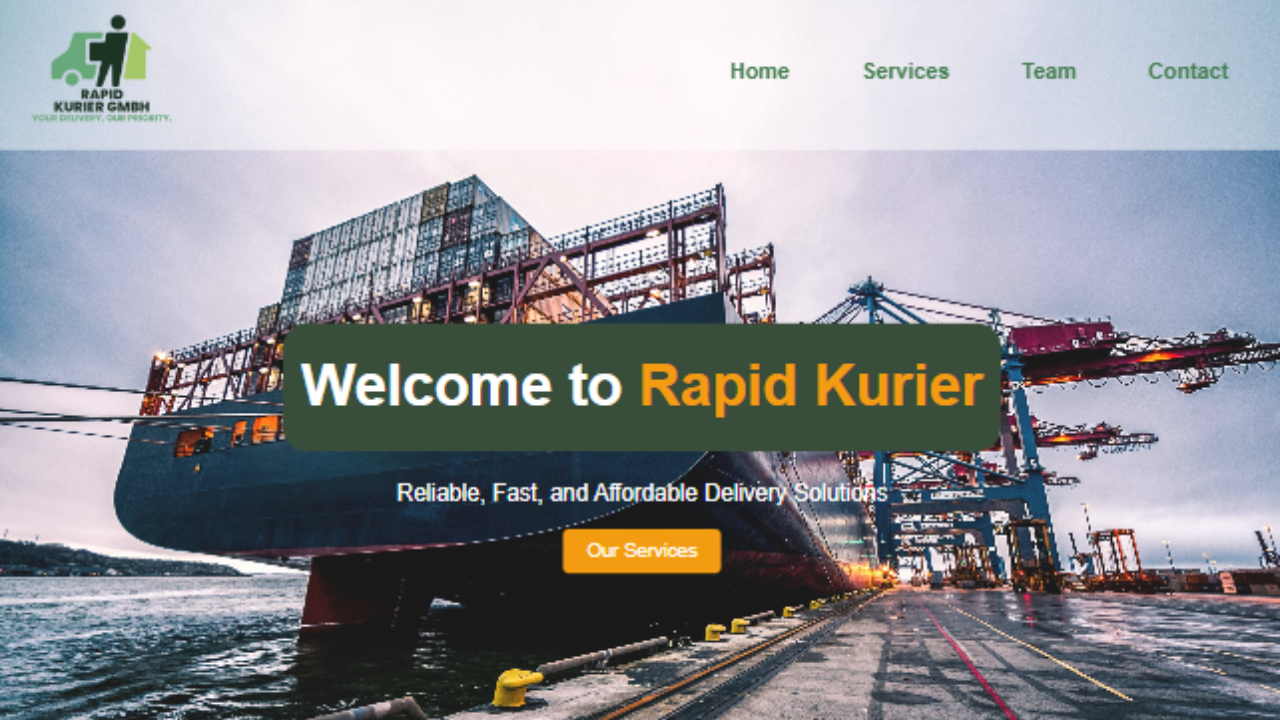 RAPID
KURIER GMBH
YOUR DELIVERY, OUR PRIORITY.
Home
Services
Team
Contact
Welcome to Rapid Kurier
Reliable, Fast, and Affordable Delivery Solutions
Our Services